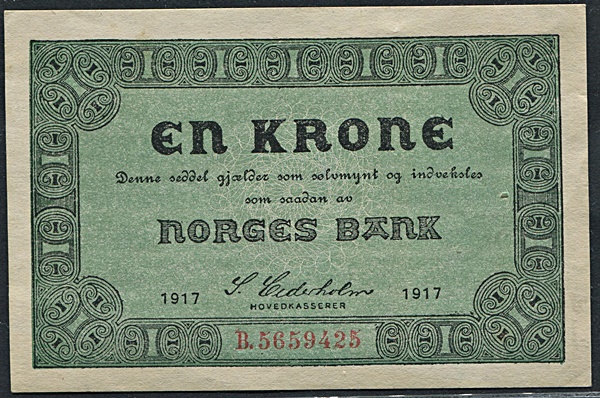 EN KRONE
Denne seddel gjælder som sølvmynt og indveksles
som saadan av
NORGES BANK
1917 S. Cederholm 1917
HOVEDKASSERER
B.5659425